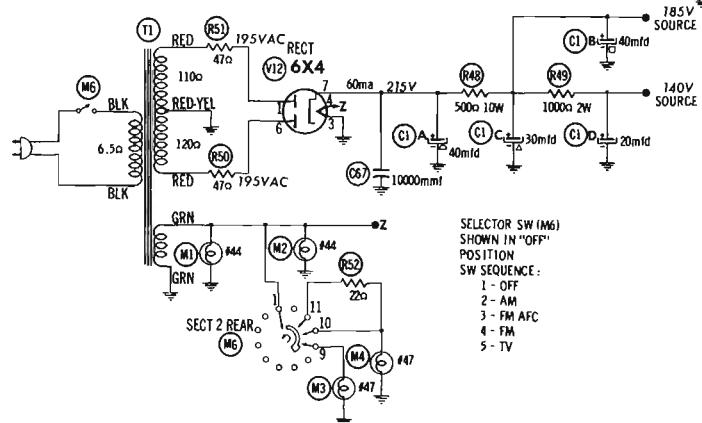 T1
RED
R51
195VAC
47Ω
RECT
V12 6X4
110Ω
M6
BLK
RED-YEL
6.5Ω
120Ω
BLK
RED
R50
47Ω
195VAC
1
6
7
4
3
Z
60ma
215V
R48
500Ω 10W
R49
1000Ω 2W
185V
SOURCE
C1 B 40mfd
140V
SOURCE
C1 A
40mfd
C1 C 30mfd
C1 D 20mfd
C67
10000mmf
GRN
Z
M1 #44
M2 #44
GRN
R52
22Ω
1
11
10
9
SECT 2 REAR
M6
M4
#47
M3 #47
SELECTOR SW (M6)
SHOWN IN "OFF"
POSITION
SW SEQUENCE:
1 - OFF
2 - AM
3 - FM AFC
4 - FM
5 - TV